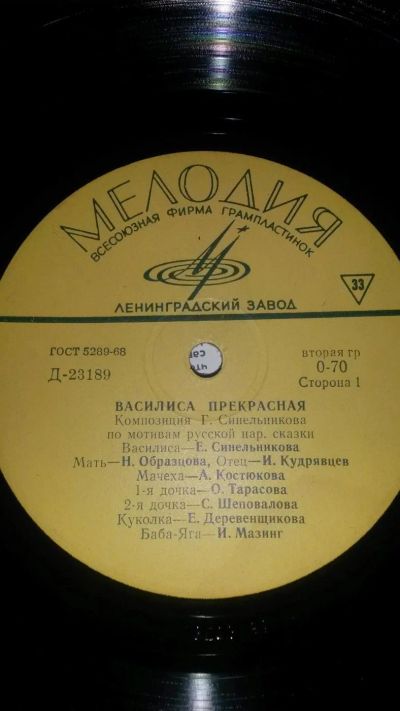 МЕЛОДИЯ
ВСЕСОЮЗНАЯ ФИРМА ГРАМПЛАСТИНОК
33
ЛЕНИНГРАДСКИЙ ЗАВОД
ГОСТ 5289-68
Д-23189
вторая гр
0-70
Сторона 1
ВАСИЛИСА ПРЕКРАСНАЯ
Композиция Г. Синельникова
по мотивам русской нар. сказки
Василиса—Е. Синельникова
Мать—Н. Образцова, Отец—И. Кудрявцев
Мачеха—А. Костюкова
1-я дочка—О. Тарасова
2-я дочка—С. Шеповалова
Куколка—Е. Деревенщикова
Баба-Яга—И. Мазинг